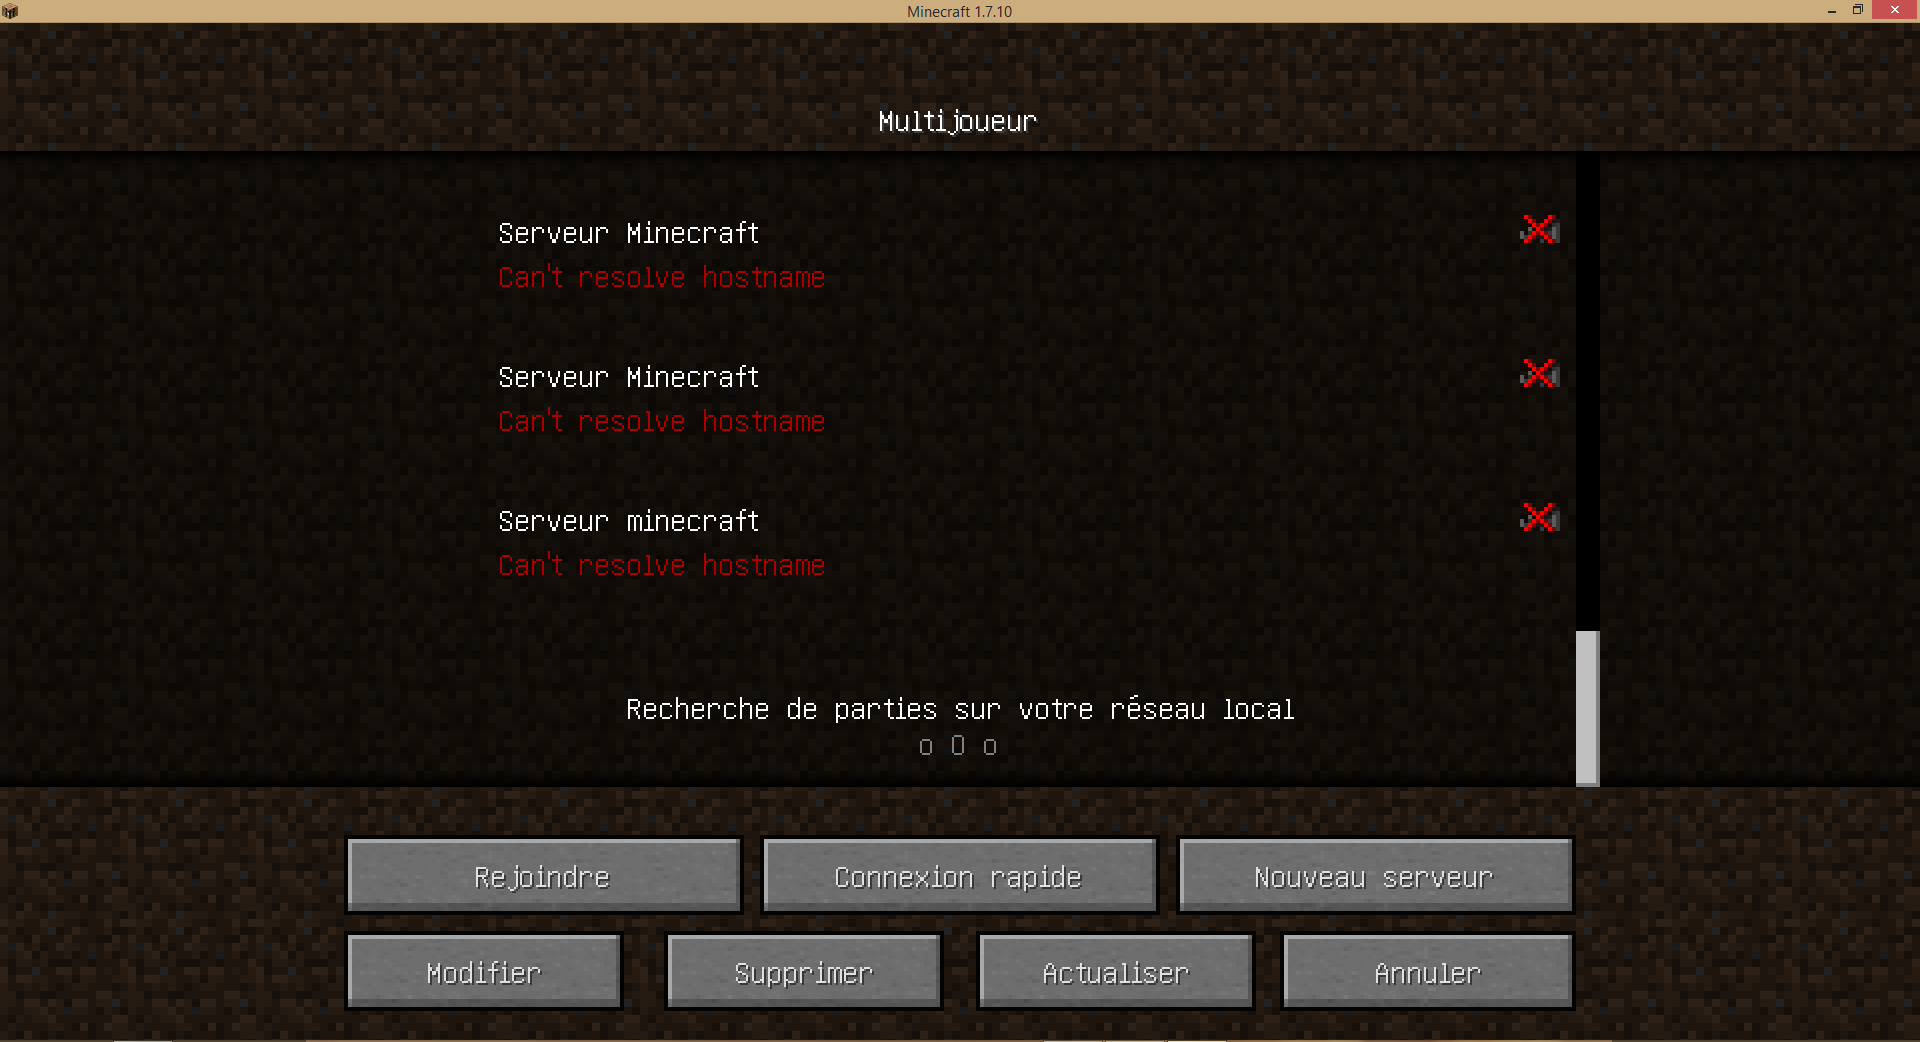 Minecraft 1.7.10
Multijoueur
Serveur Minecraft
Can't resolve hostname
Serveur Minecraft
Can't resolve hostname
Serveur minecraft
Can't resolve hostname
Recherche de parties sur votre réseau local
o O o
Rejoindre
Connexion rapide
Nouveau serveur
Modifier
Supprimer
Actualiser
Annuler